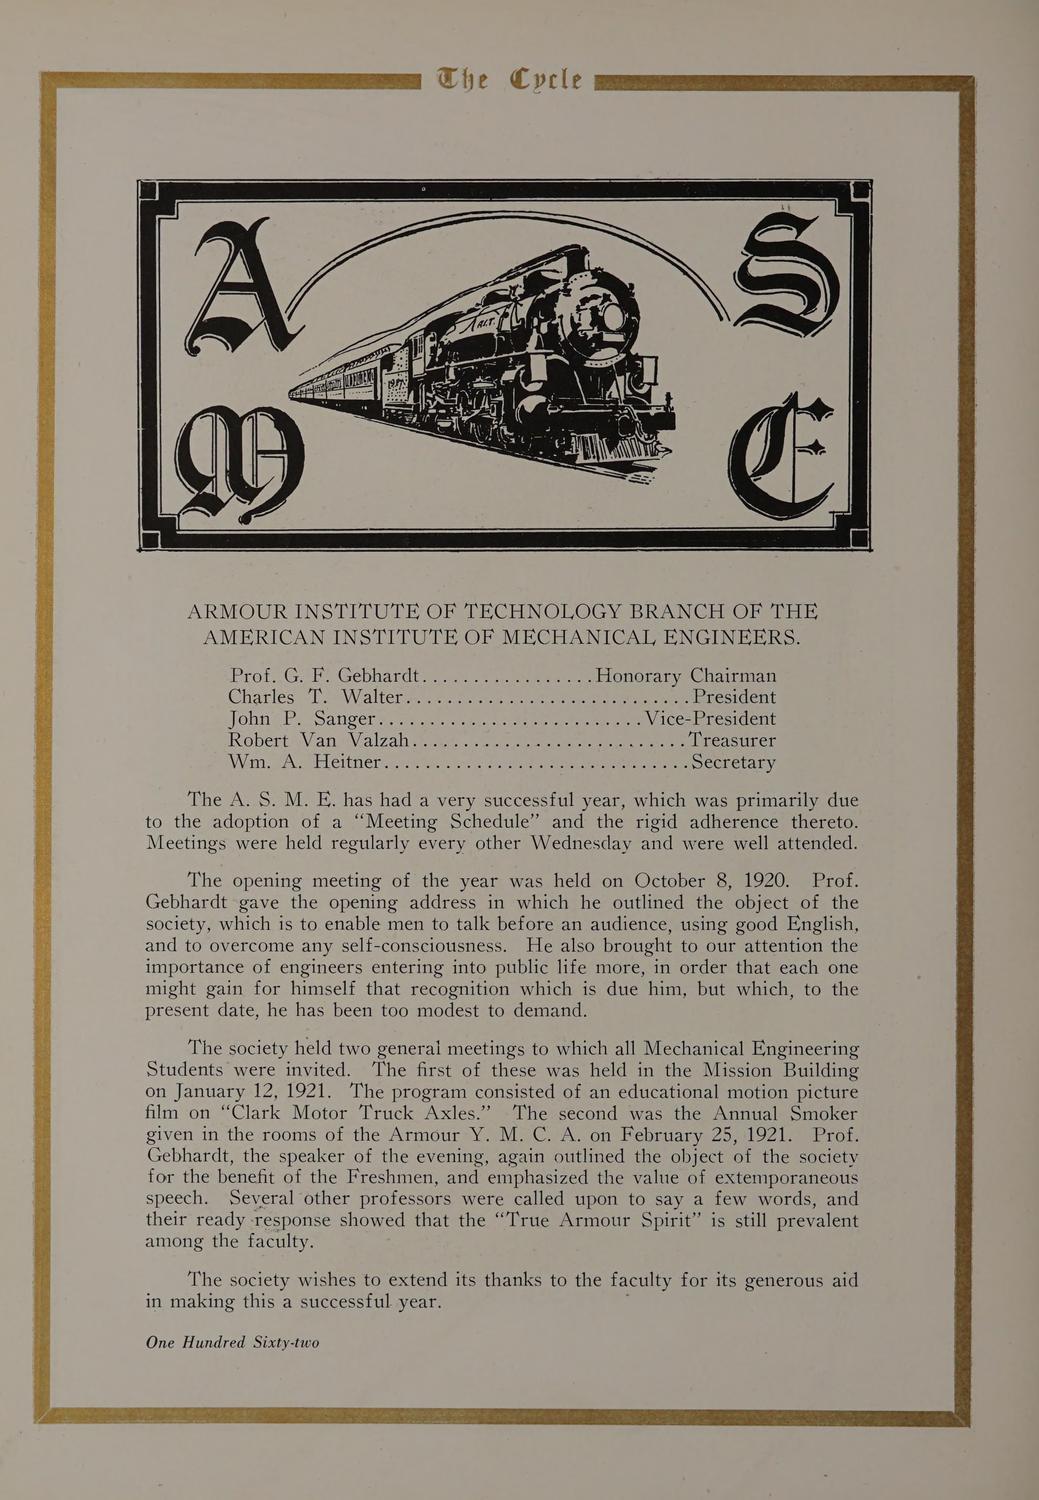 The Cycle
A S
A.I.T.
M E
ARMOUR INSTITUTE OF TECHNOLOGY BRANCH OF THE
AMERICAN INSTITUTE OF MECHANICAL ENGINEERS.
Prof. G. F. Gebhardt.................Honorary Chairman
Charles T. Walter............................President
John P. Sanger..........................Vice-President
Robert Van Valzah...........................Treasurer
Wm. A. Heitner..............................Secretary
The A. S. M. E. has had a very successful year, which was primarily due
to the adoption of a “Meeting Schedule” and the rigid adherence thereto.
Meetings were held regularly every other Wednesday and were well attended.
The opening meeting of the year was held on October 8, 1920. Prof.
Gebhardt gave the opening address in which he outlined the object of the
society, which is to enable men to talk before an audience, using good English,
and to overcome any self-consciousness. He also brought to our attention the
importance of engineers entering into public life more, in order that each one
might gain for himself that recognition which is due him, but which, to the
present date, he has been too modest to demand.
The society held two general meetings to which all Mechanical Engineering
Students were invited. The first of these was held in the Mission Building
on January 12, 1921. The program consisted of an educational motion picture
film on “Clark Motor Truck Axles.” The second was the Annual Smoker
given in the rooms of the Armour Y. M. C. A. on February 25, 1921. Prof.
Gebhardt, the speaker of the evening, again outlined the object of the society
for the benefit of the Freshmen, and emphasized the value of extemporaneous
speech. Several other professors were called upon to say a few words, and
their ready response showed that the “True Armour Spirit” is still prevalent
among the faculty.
The society wishes to extend its thanks to the faculty for its generous aid
in making this a successful year.
One Hundred Sixty-two